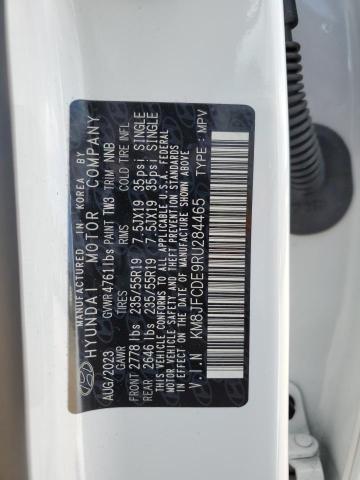 MANUFACTURED IN KOREA BY
HYUNDAI MOTOR COMPANY
AUG/2023 GVWR 4761lbs PAINT TW3 TRIM NNB
GAWR TIRES RMS COLD TIRE INFL.
FRONT 2778 lbs 235/55R19 7.5JX19 35psi SINGLE
REAR 2646 lbs 235/55R19 7.5JX19 35psi SINGLE
THIS VEHICLE CONFORMS TO ALL APPLICABLE U.S.A. FEDERAL
MOTOR VEHICLE SAFETY, BUMPER, AND THEFT PREVENTION STANDARDS
IN EFFECT ON THE DATE OF MANUFACTURE SHOWN ABOVE.
V.I.N KM8JFCDE9RU284465 TYPE : MPV